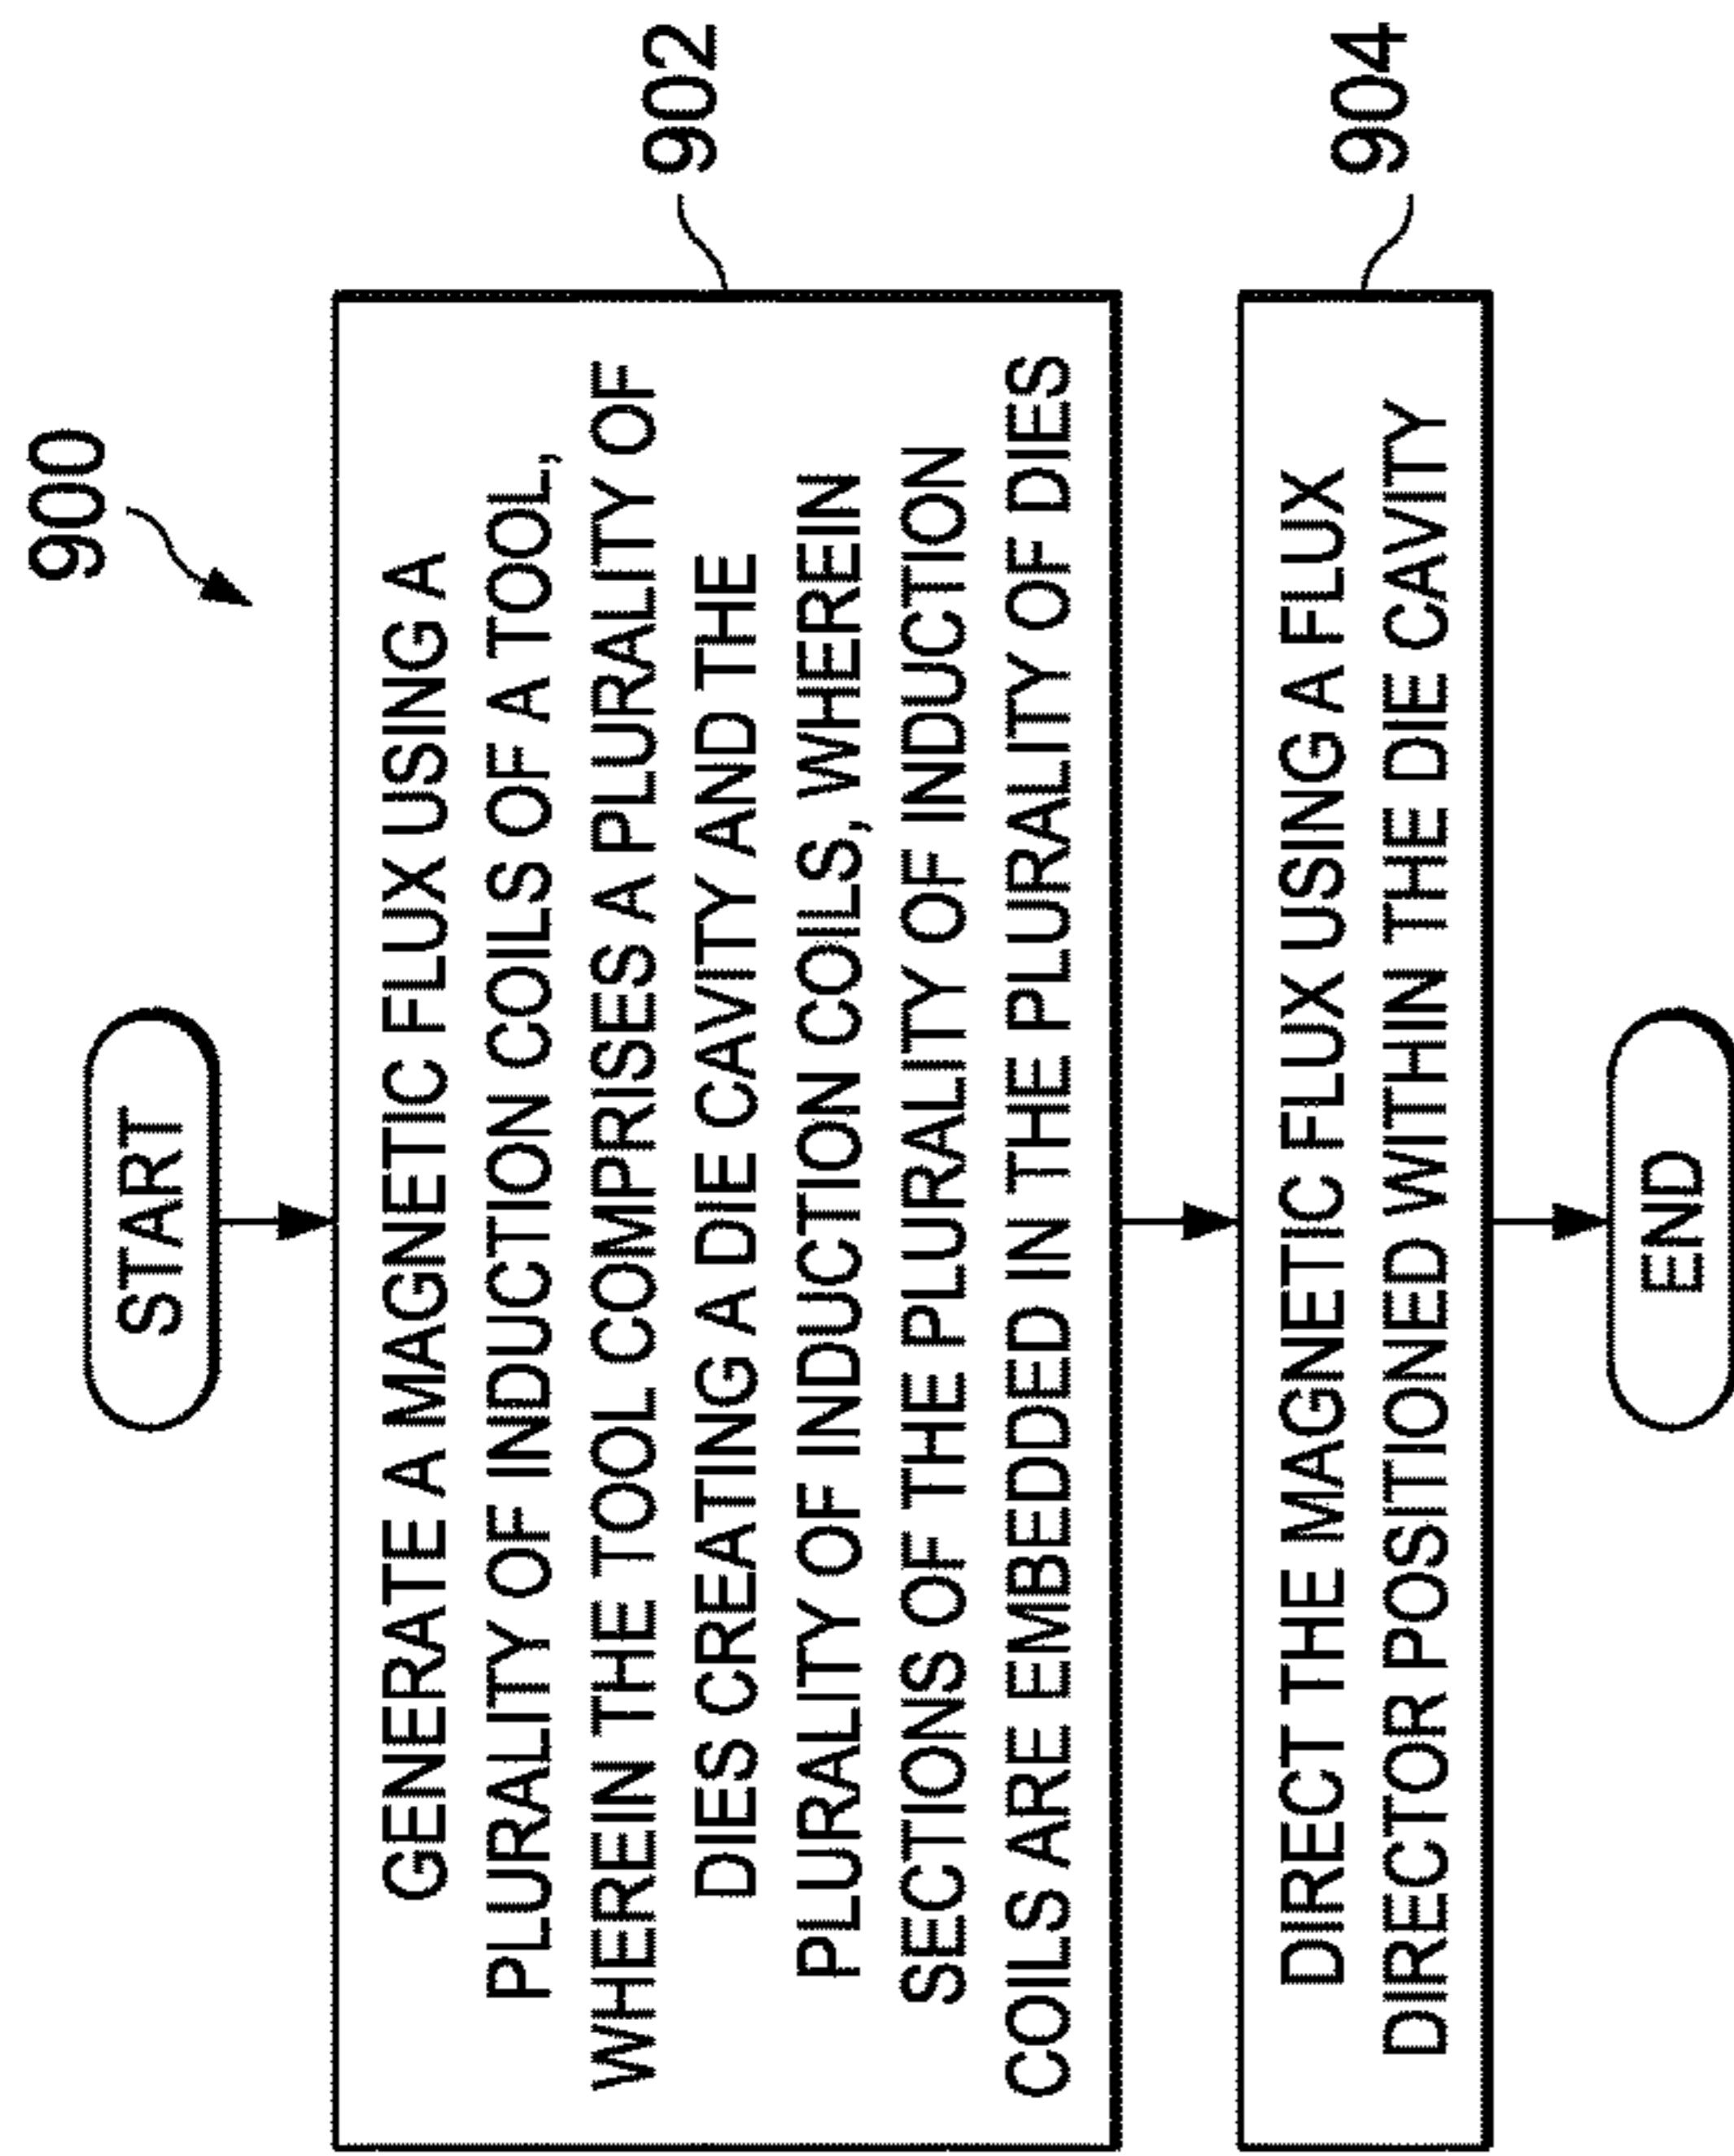 900
START
GENERATE A MAGNETIC FLUX USING A
PLURALITY OF INDUCTION COILS OF A TOOL,
WHEREIN THE TOOL COMPRISES A PLURALITY OF
DIES CREATING A DIE CAVITY AND THE
PLURALITY OF INDUCTION COILS, WHEREIN
SECTIONS OF THE PLURALITY OF INDUCTION
COILS ARE EMBEDDED IN THE PLURALITY OF DIES
902
DIRECT THE MAGNETIC FLUX USING A FLUX
DIRECTOR POSITIONED WITHIN THE DIE CAVITY
904
END